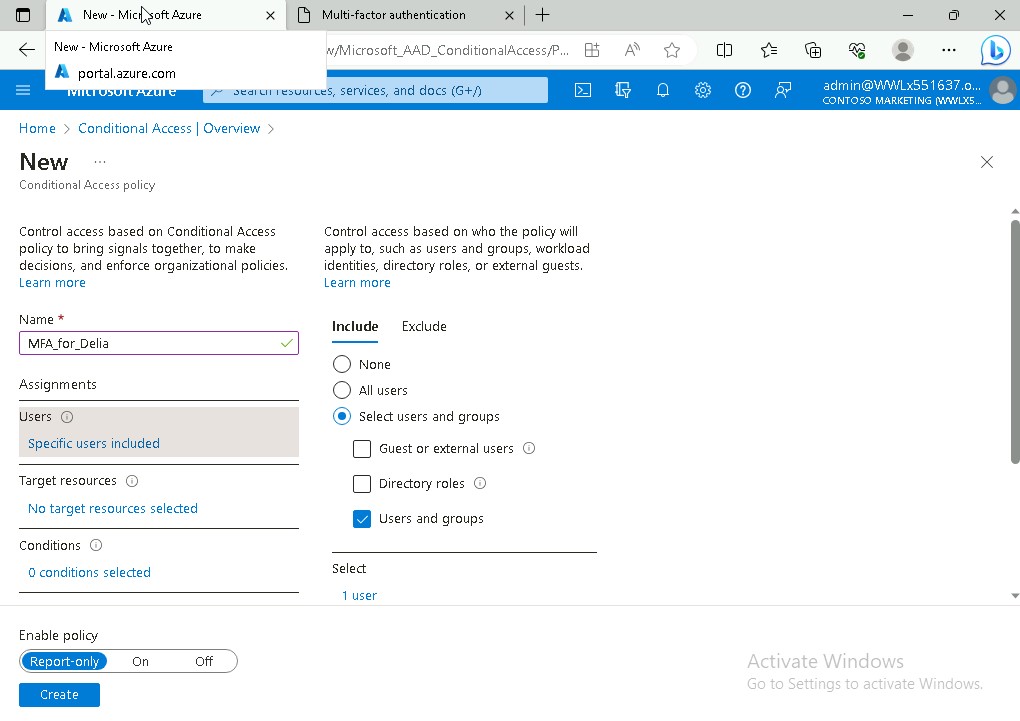 New - Microsoft Azure
Multi-factor authentication
New - Microsoft Azure
portal.azure.com
w/Microsoft_AAD_ConditionalAccess/P...
Microsoft Azure
Search resources, services, and docs (G+/)
admin@WWLx551637.o...
CONTOSO MARKETING (WWLX5...
Home > Conditional Access | Overview >
New ...
Conditional Access policy
Control access based on Conditional Access
policy to bring signals together, to make
decisions, and enforce organizational policies.
Learn more
Name *
MFA_for_Delia
Assignments
Users
Specific users included
Target resources
No target resources selected
Conditions
0 conditions selected
Control access based on who the policy will
apply to, such as users and groups, workload
identities, directory roles, or external guests.
Learn more
Include Exclude
None
All users
Select users and groups
Guest or external users
Directory roles
Users and groups
Select
1 user
Enable policy
Report-only On Off
Create
Activate Windows
Go to Settings to activate Windows.